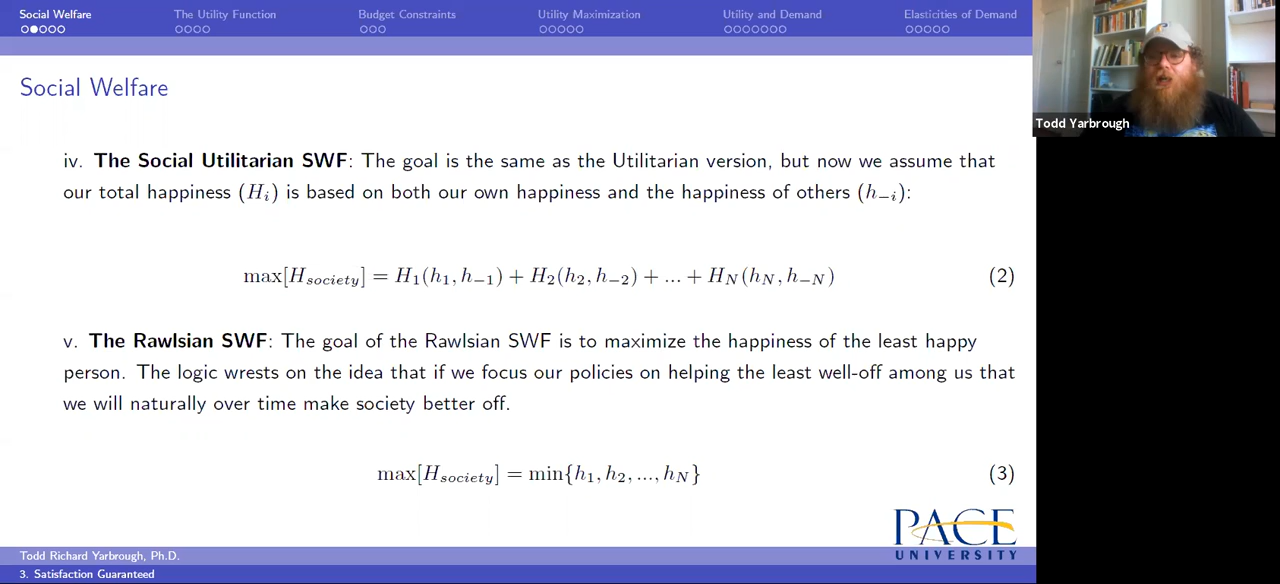 Social Welfare
The Utility Function
Budget Constraints
Utility Maximization
Utility and Demand
Elasticities of Demand
Todd Yarbrough
Social Welfare
iv. The Social Utilitarian SWF: The goal is the same as the Utilitarian version, but now we assume that
our total happiness (H_i) is based on both our own happiness and the happiness of others (h_{-i}):
max[H_{society}] = H_1(h_1, h_{-1}) + H_2(h_2, h_{-2}) + ... + H_N(h_N, h_{-N}) (2)
v. The Rawlsian SWF: The goal of the Rawlsian SWF is to maximize the happiness of the least happy
person. The logic wrests on the idea that if we focus our policies on helping the least well-off among us that
we will naturally over time make society better off.
max[H_{society}] = min{h_1, h_2, ..., h_N} (3)
PACE
UNIVERSITY
Todd Richard Yarbrough, Ph.D.
3. Satisfaction Guaranteed